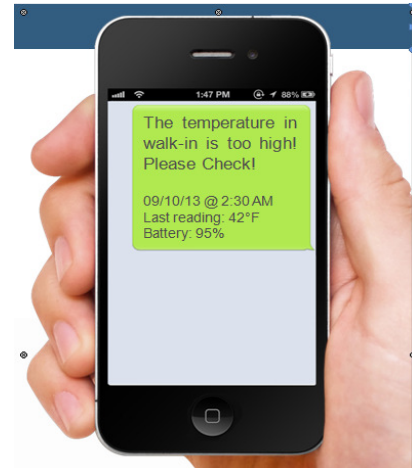 1:47 PM 88%
The temperature in
walk-in is too high!
Please Check!
09/10/13 @ 2:30 AM
Last reading: 42°F
Battery: 95%